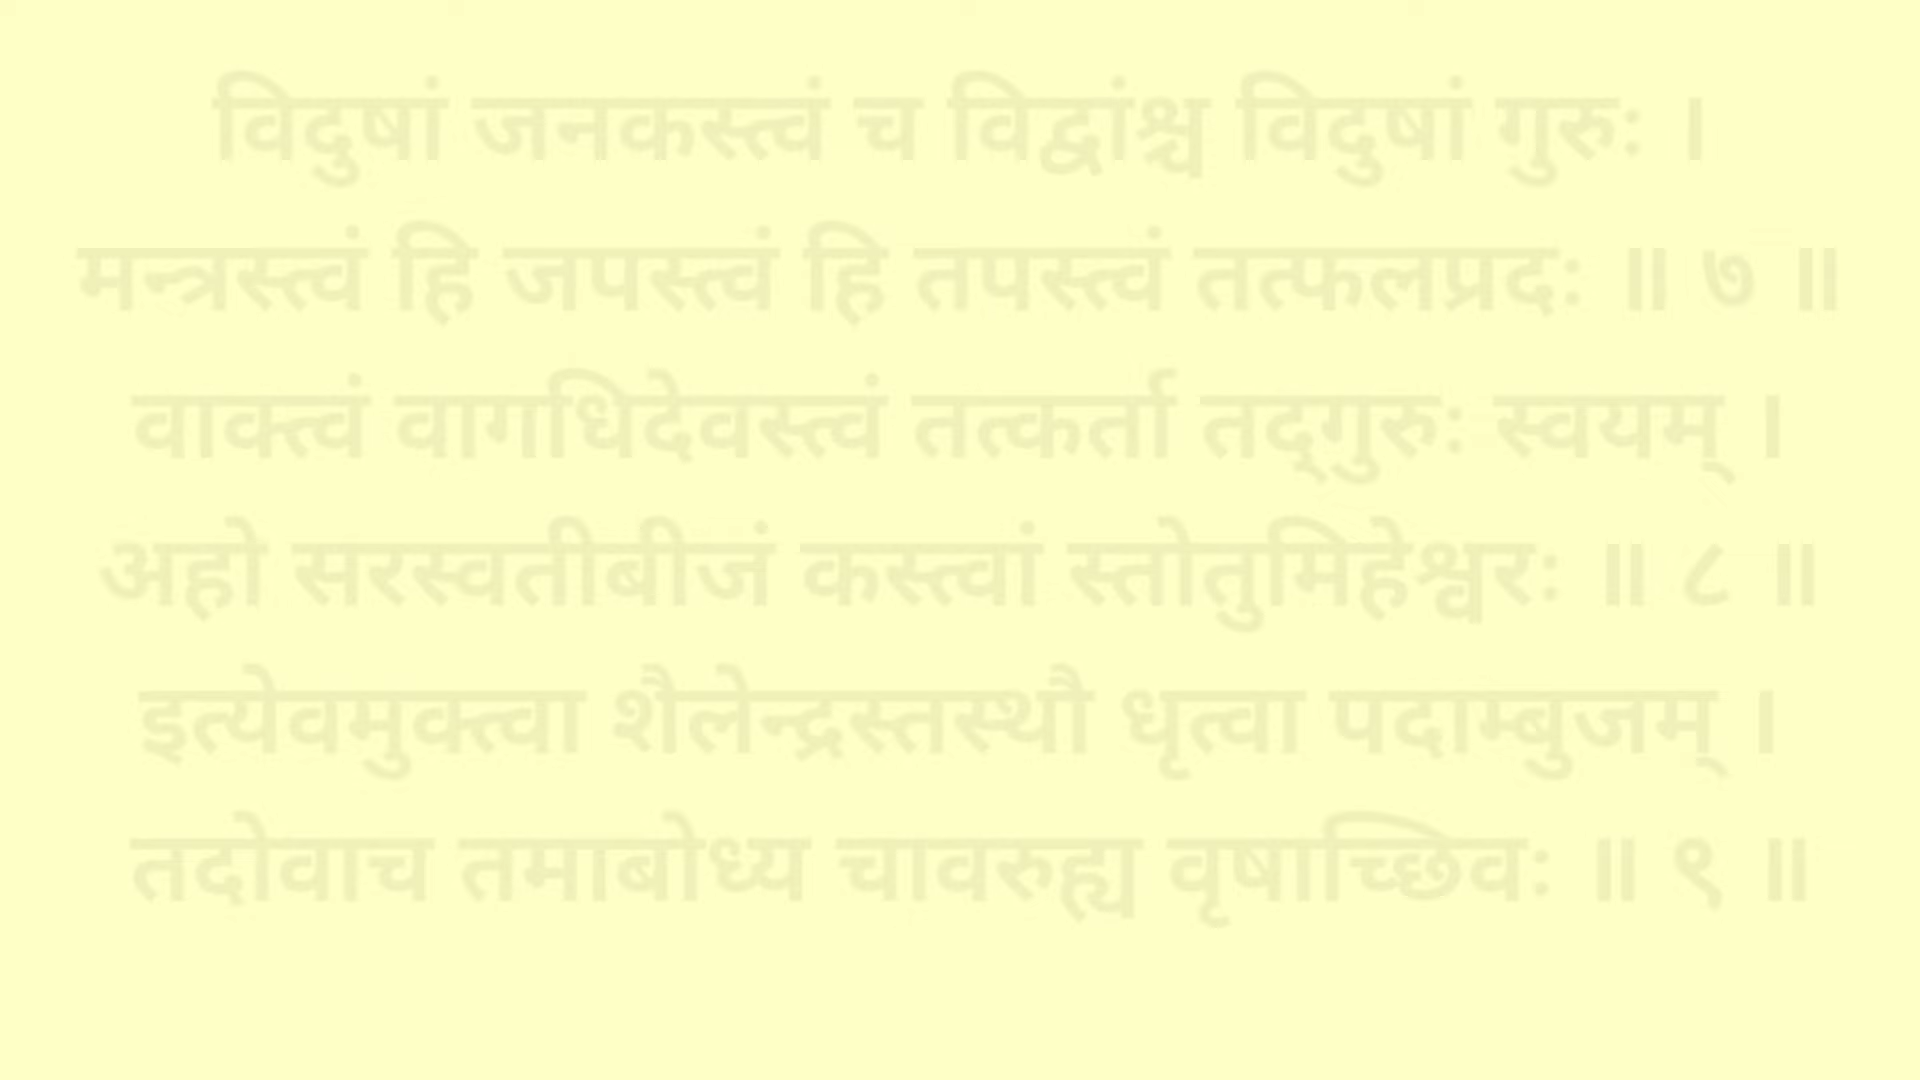 विदुषां जनकस्त्वं च विद्वांश्च विदुषां गुरुः ।
मन्त्रस्त्वं हि जपस्त्वं हि तपस्त्वं तत्फलप्रदः ॥ ७ ॥
वाक्त्वं वागधिदेवस्त्वं तत्कर्ता तद्‌गुरुः स्वयम् ।
अहो सरस्वतीबीजं कस्त्वां स्तोतुमिहेश्वरः ॥ ८ ॥
इत्येवमुक्त्वा शैलेन्द्रस्तस्थौ धृत्वा पदाम्बुजम् ।
तदोवाच तमाबोध्य चावरुह्य वृषाच्छिवः ॥ ९ ॥